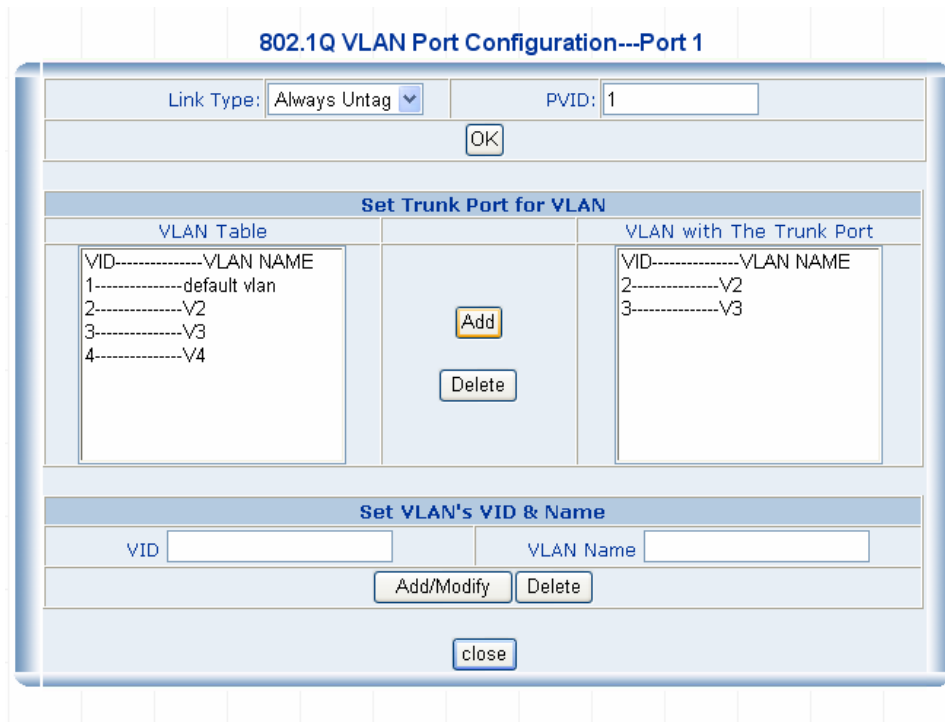 802.1Q VLAN Port Configuration---Port 1
Link Type: Always Untag PVID: 1
OK
Set Trunk Port for VLAN
VLAN Table VLAN with The Trunk Port
VID---------------VLAN NAME
1---------------default vlan
2---------------V2
3---------------V3
4---------------V4
Add
Delete
VID---------------VLAN NAME
2---------------V2
3---------------V3
Set VLAN's VID & Name
VID VLAN Name
Add/Modify Delete
close